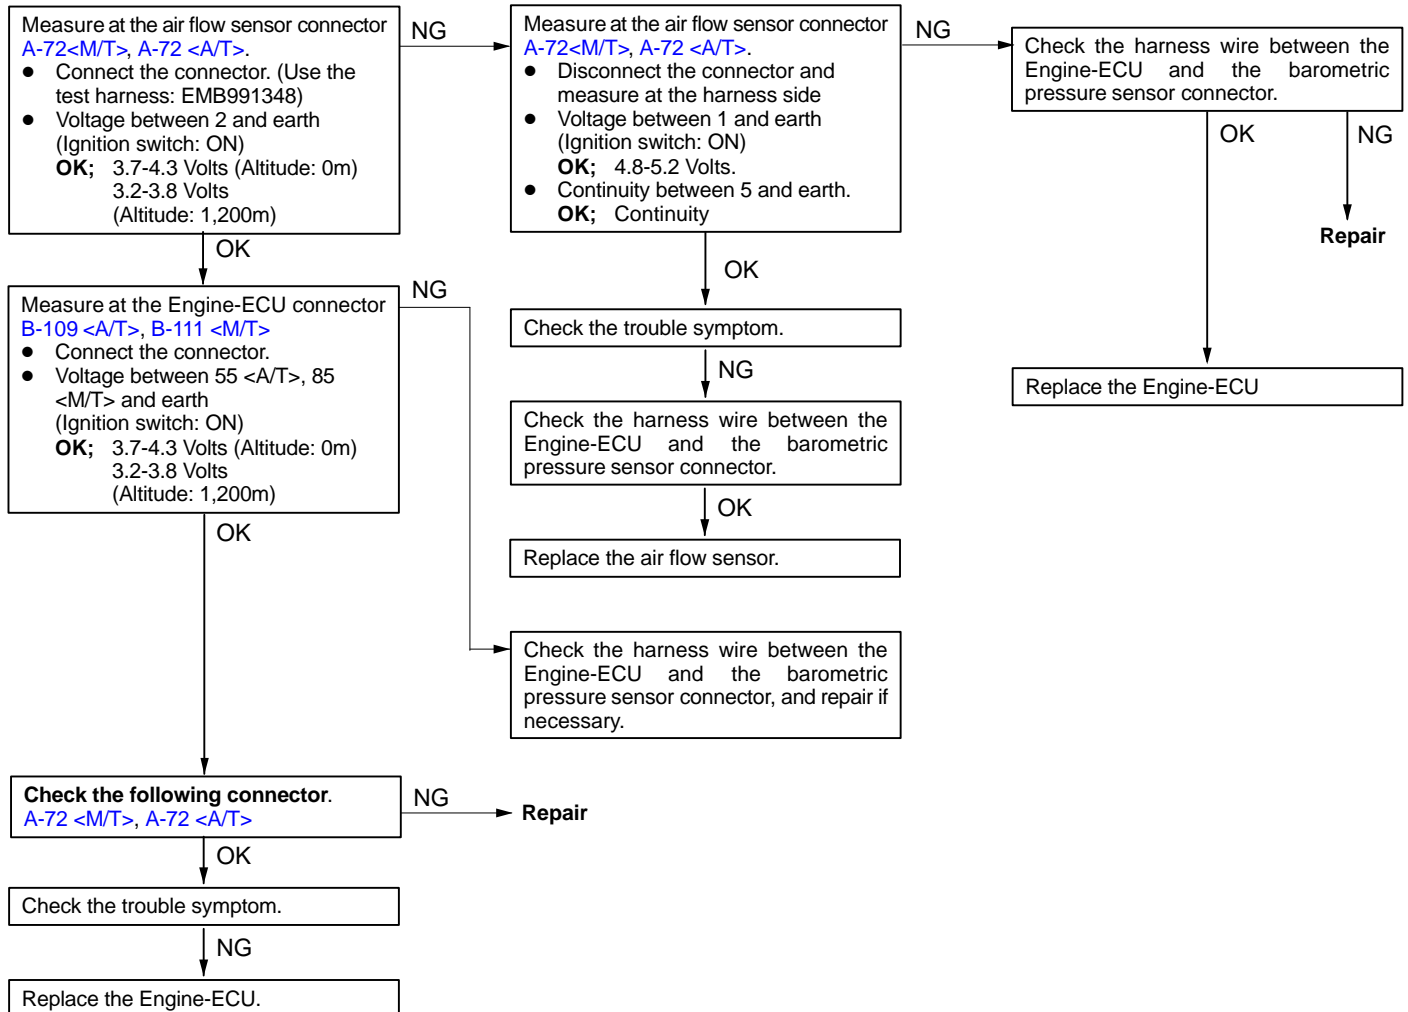 Measure at the air flow sensor connector
A-72<M/T>, A-72 <A/T>.
● Connect the connector. (Use the
test harness: EMB991348)
● Voltage between 2 and earth
(Ignition switch: ON)
OK; 3.7-4.3 Volts (Altitude: 0m)
3.2-3.8 Volts
(Altitude: 1,200m)
NG
OK
Measure at the air flow sensor connector
A-72<M/T>, A-72 <A/T>.
● Disconnect the connector and
measure at the harness side
● Voltage between 1 and earth
(Ignition switch: ON)
OK; 4.8-5.2 Volts.
● Continuity between 5 and earth.
OK; Continuity
NG
OK
Check the harness wire between the
Engine-ECU and the barometric
pressure sensor connector.
OK
NG
Repair
Replace the Engine-ECU
Measure at the Engine-ECU connector
B-109 <A/T>, B-111 <M/T>
● Connect the connector.
● Voltage between 55 <A/T>, 85
<M/T> and earth
(Ignition switch: ON)
OK; 3.7-4.3 Volts (Altitude: 0m)
3.2-3.8 Volts
(Altitude: 1,200m)
NG
OK
Check the trouble symptom.
NG
Check the harness wire between the
Engine-ECU and the barometric
pressure sensor connector.
OK
Replace the air flow sensor.
Check the harness wire between the
Engine-ECU and the barometric
pressure sensor connector, and repair if
necessary.
Check the following connector.
A-72 <M/T>, A-72 <A/T>
NG
Repair
OK
Check the trouble symptom.
NG
Replace the Engine-ECU.